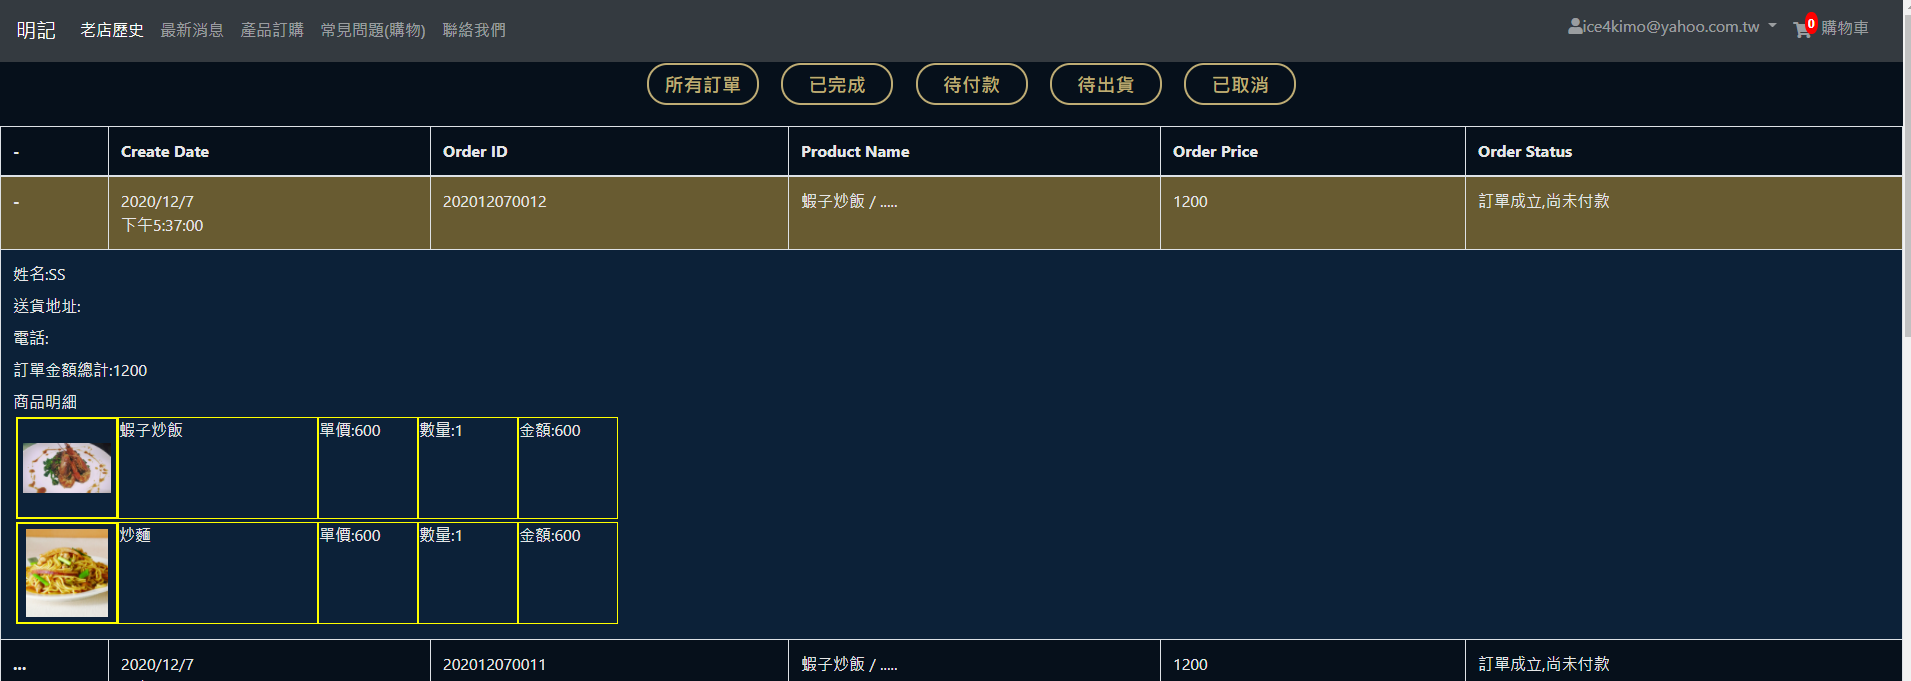 明記 老店歷史 最新消息 產品訂購 常見問題(購物) 聯絡我們 ice4kimo@yahoo.com.tw 0 購物車
所有訂單 已完成 待付款 待出貨 已取消
- Create Date Order ID Product Name Order Price Order Status
- 2020/12/7 202012070012 蝦子炒飯 / ..... 1200 訂單成立,尚未付款
下午5:37:00
姓名:SS
送貨地址:
電話:
訂單金額總計:1200
商品明細
蝦子炒飯 單價:600 數量:1 金額:600
炒麵 單價:600 數量:1 金額:600
... 2020/12/7 202012070011 蝦子炒飯 / ..... 1200 訂單成立,尚未付款